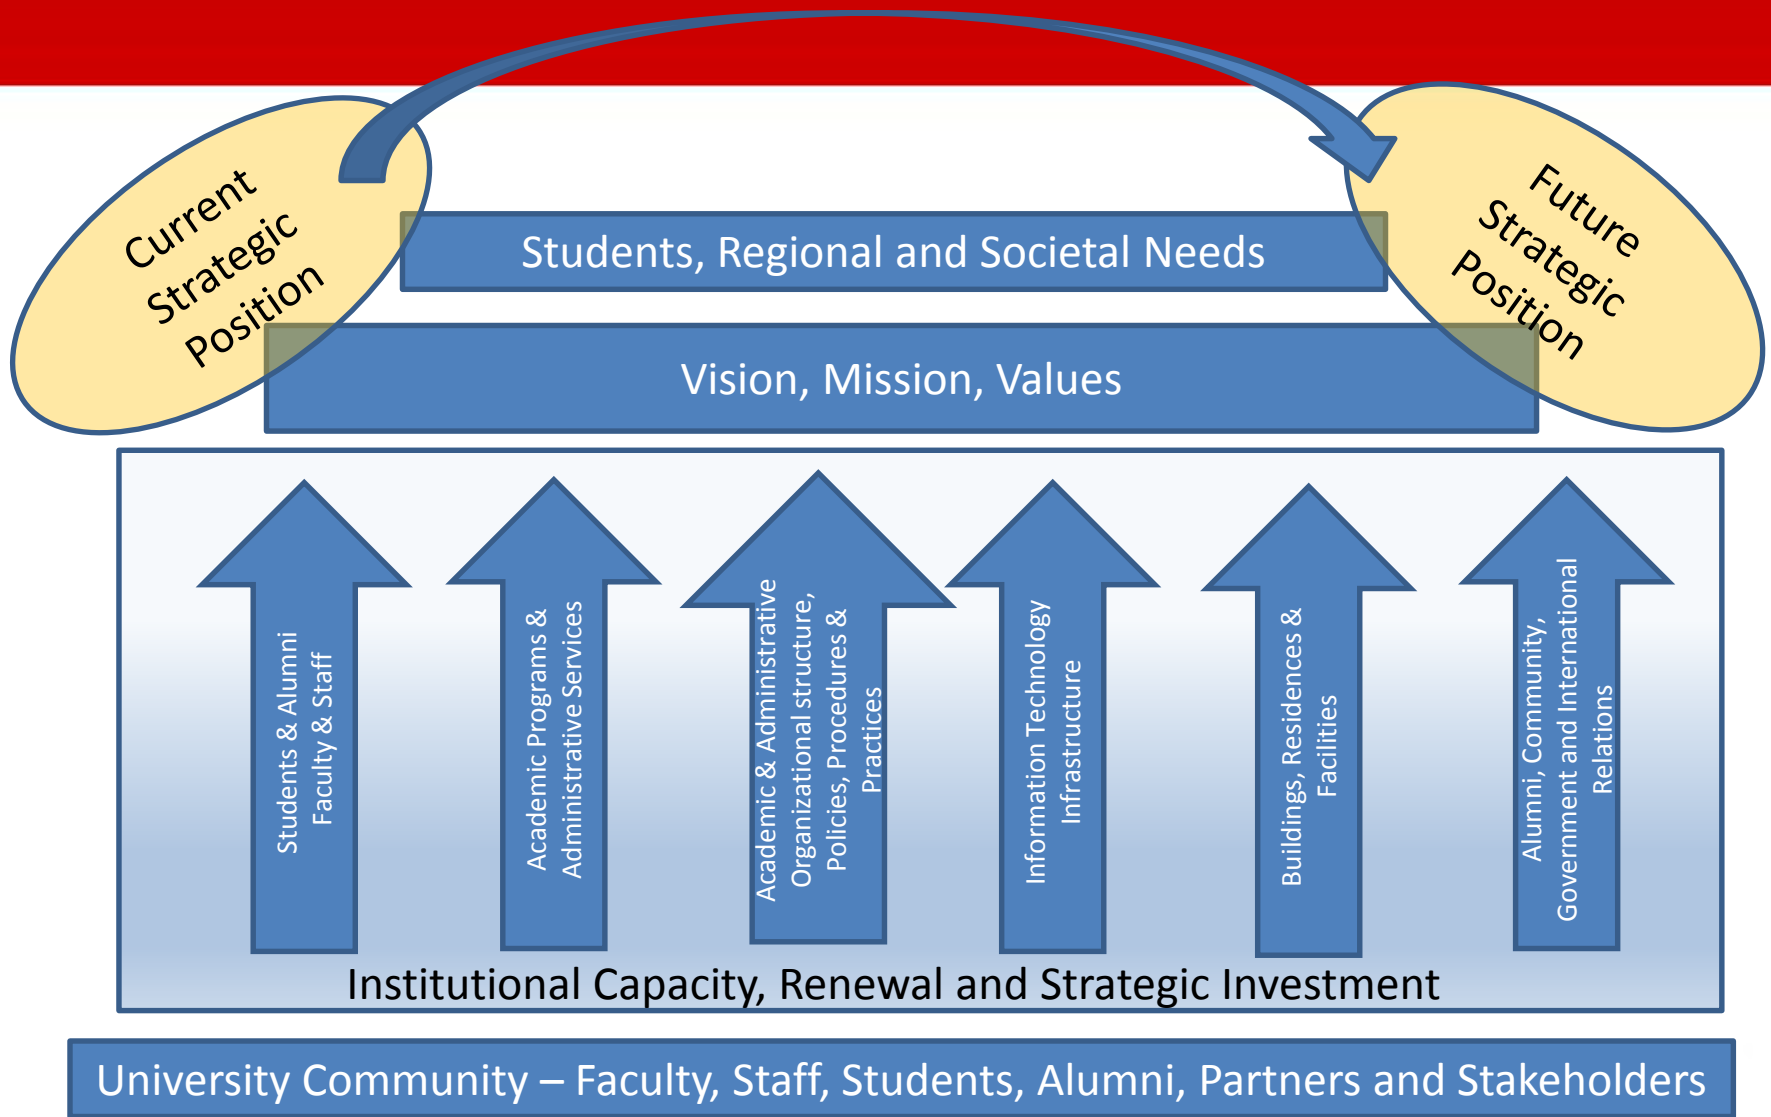 Current
Strategic
Position
Future
Strategic
Position
Students, Regional and Societal Needs
Vision, Mission, Values
Students & Alumni
Faculty & Staff
Academic Programs &
Administrative Services
Academic & Administrative
Organizational structure,
Policies, Procedures &
Practices
Information Technology
Infrastructure
Buildings, Residences &
Facilities
Alumni, Community,
Government and International
Relations
Institutional Capacity, Renewal and Strategic Investment
University Community – Faculty, Staff, Students, Alumni, Partners and Stakeholders